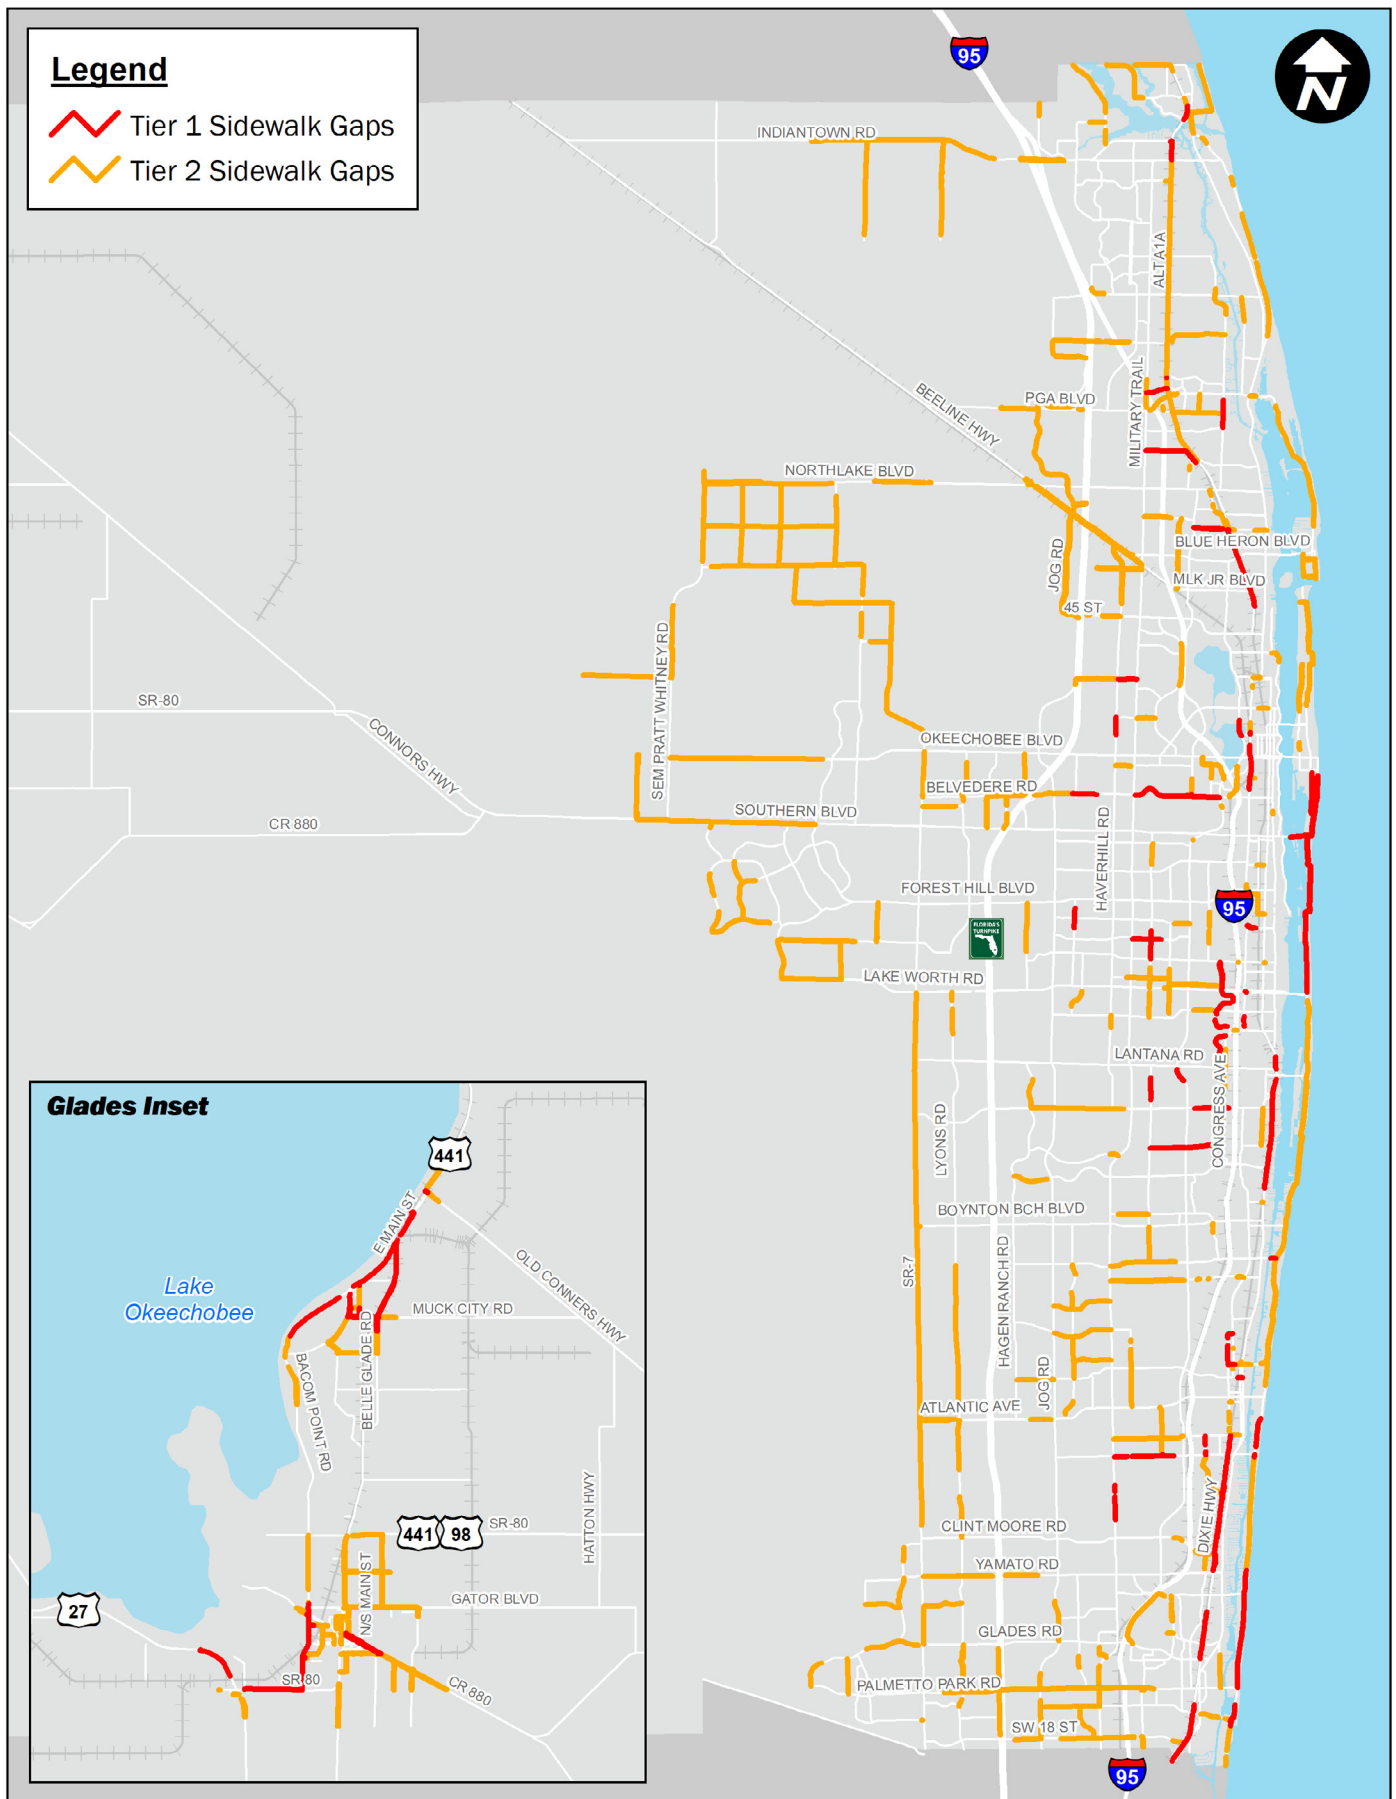 Legend
Tier 1 Sidewalk Gaps
Tier 2 Sidewalk Gaps
95
N
INDIANTOWN RD
ALT A1A
MILITARY TRAIL
PGA BLVD
BEELINE HWY
NORTHLAKE BLVD
BLUE HERON BLVD
JOG RD
MLK JR BLVD
45 ST
SEM PRATT WHITNEY RD
SR-80
CONNORS HWY
OKEECHOBEE BLVD
BELVEDERE RD
SOUTHERN BLVD
CR 880
HAVERHILL RD
FOREST HILL BLVD
95
FLORIDA'S
TURNPIKE
LAKE WORTH RD
LANTANA RD
CONGRESS AVE
LYONS RD
BOYNTON BCH BLVD
SR-7
HAGEN RANCH RD
JOG RD
ATLANTIC AVE
DIXIE HWY
CLINT MOORE RD
YAMATO RD
GLADES RD
PALMETTO PARK RD
SW 18 ST
95
Glades Inset
441
E MAIN ST
OLD CONNERS HWY
Lake
Okeechobee
MUCK CITY RD
BELLE GLADE RD
BACOM POINT RD
441
98
SR-80
HATTON HWY
N/S MAIN ST
GATOR BLVD
27
SR-80
CR 880